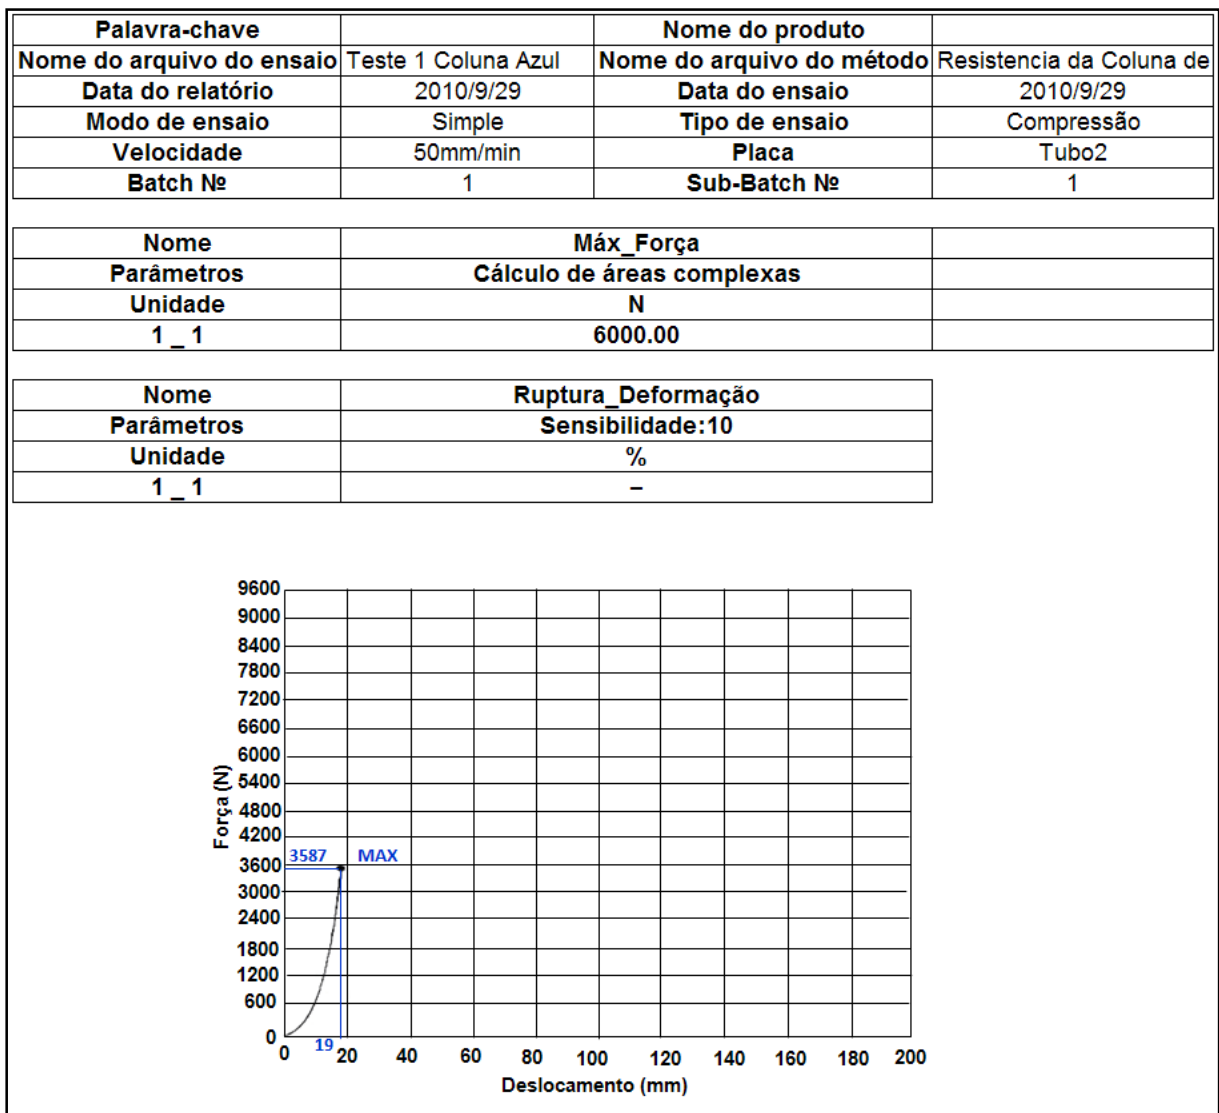 Palavra-chave Nome do produto
Nome do arquivo do ensaio Teste 1 Coluna Azul Nome do arquivo do método Resistencia da Coluna de
Data do relatório 2010/9/29 Data do ensaio 2010/9/29
Modo de ensaio Simple Tipo de ensaio Compressão
Velocidade 50mm/min Placa Tubo2
Batch Nº 1 Sub-Batch Nº 1
Nome Máx_Força
Parâmetros Cálculo de áreas complexas
Unidade N
1 _ 1 6000.00
Nome Ruptura_Deformação
Parâmetros Sensibilidade:10
Unidade %
1 _ 1 –
9600
9000
8400
7800
7200
6600
6000
5400
4800
4200
3600
3000
2400
1800
1200
600
0
Força (N)
3587 MAX
19
0 20 40 60 80 100 120 140 160 180 200
Deslocamento (mm)